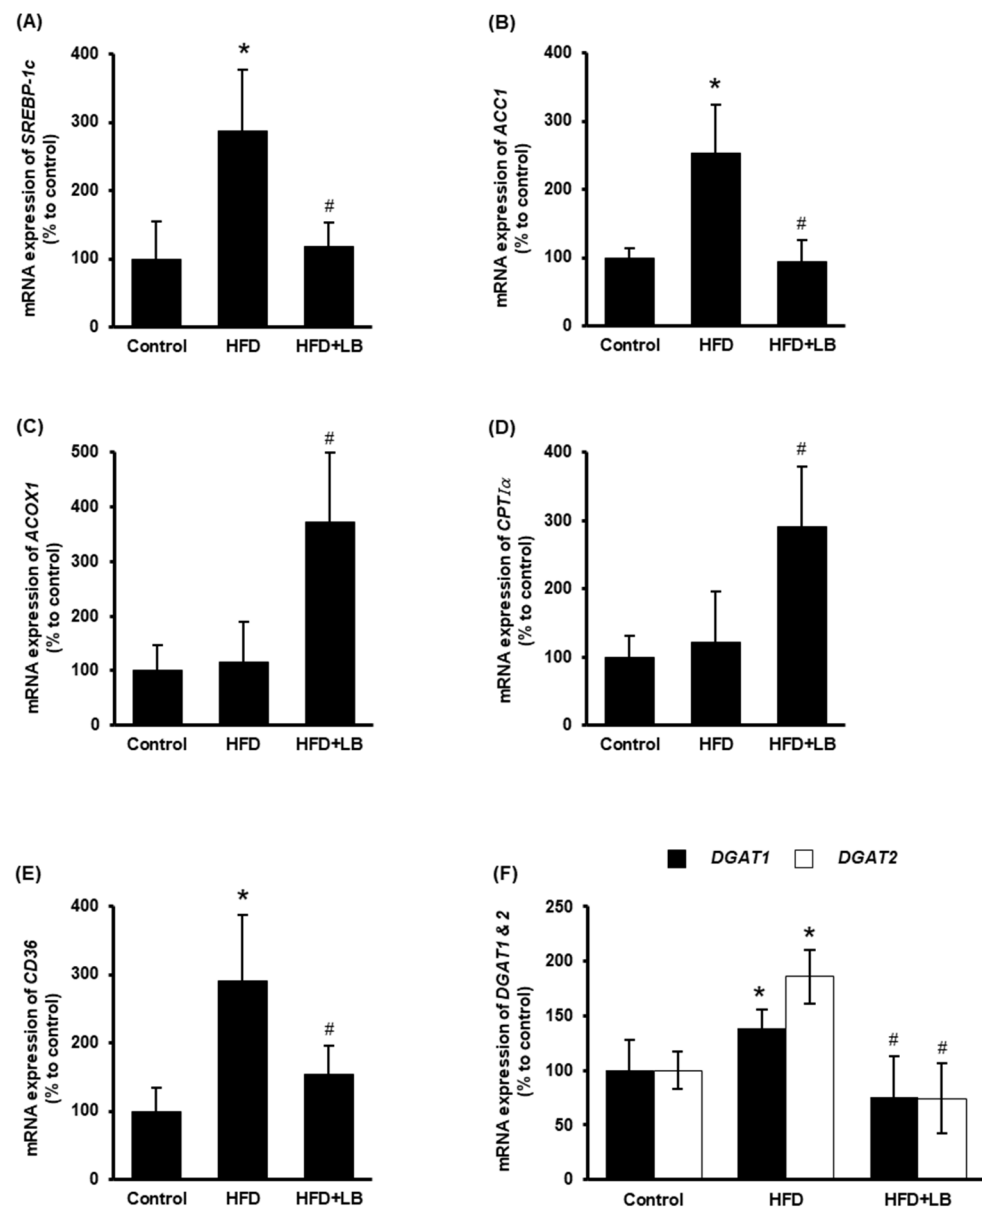 (A)
mRNA expression of SREBP-1c
(% to control)
400
300
200
100
0
*
#
Control HFD HFD+LB
(B)
mRNA expression of ACC1
(% to control)
400
300
200
100
0
*
#
Control HFD HFD+LB
(C)
mRNA expression of ACOX1
(% to control)
500
400
300
200
100
0
#
Control HFD HFD+LB
(D)
mRNA expression of CPT1α
(% to control)
400
300
200
100
0
#
Control HFD HFD+LB
(E)
mRNA expression of CD36
(% to control)
400
300
200
100
0
*
#
Control HFD HFD+LB
(F)
DGAT1 DGAT2
mRNA expression of DGAT1 & 2
(% to control)
250
200
150
100
50
0
* *
# #
Control HFD HFD+LB